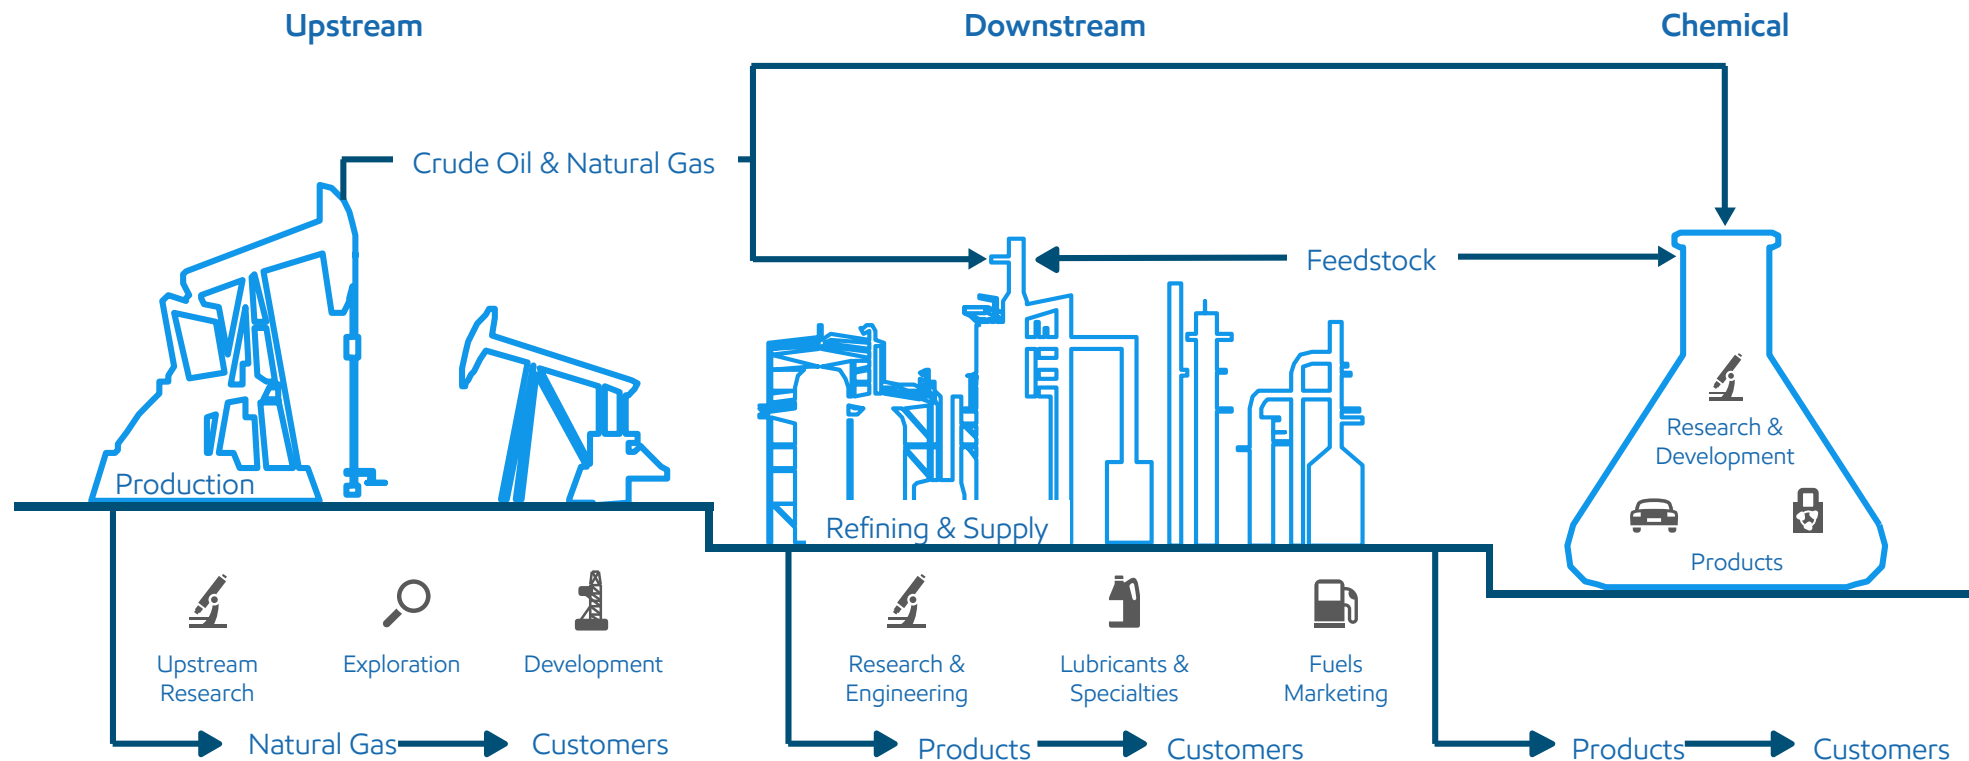 Upstream
Downstream
Chemical
Crude Oil & Natural Gas
Feedstock
Production
Refining & Supply
Research &
Development
Products
Upstream
Research
Exploration
Development
Research &
Engineering
Lubricants &
Specialties
Fuels
Marketing
Natural Gas
Customers
Products
Customers
Products
Customers